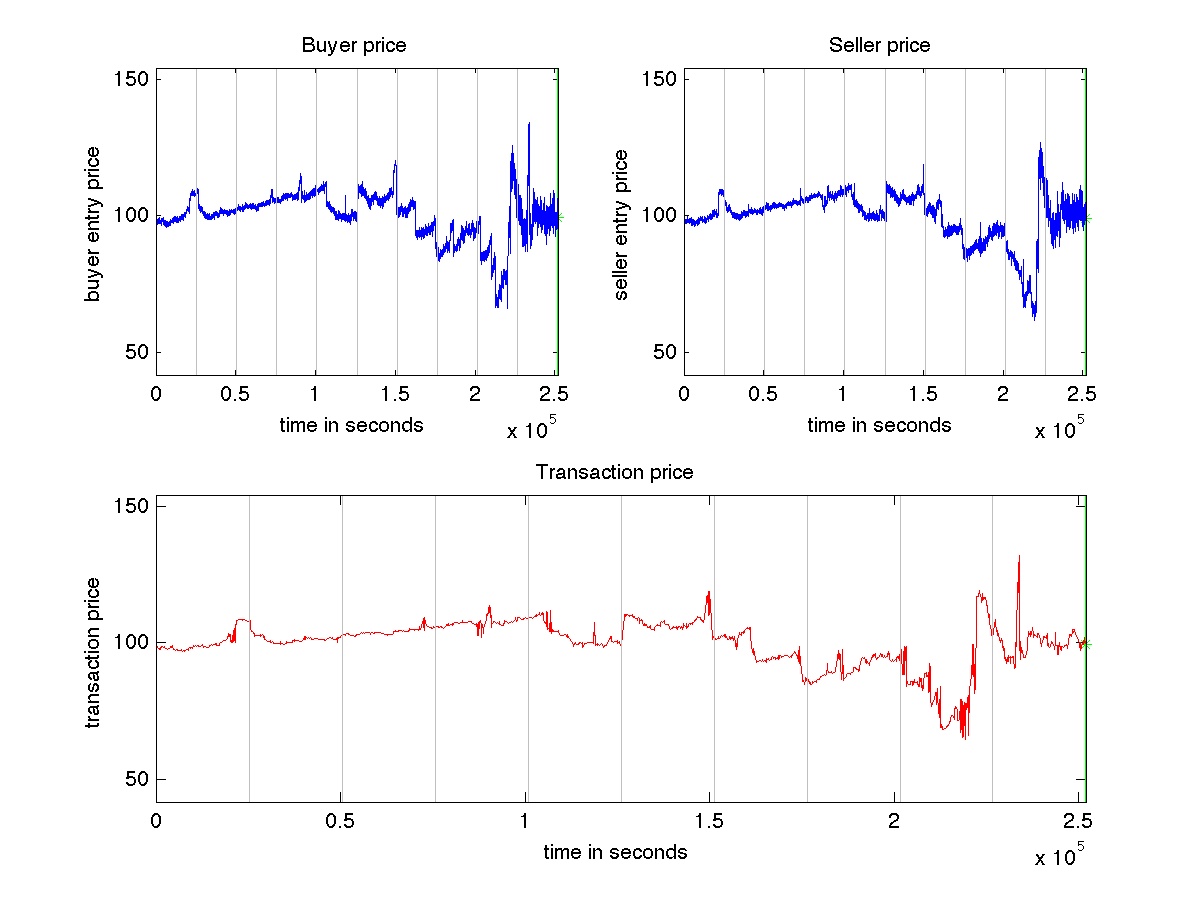 Buyer price
buyer entry price
150
100
50
0 0.5 1 1.5 2 2.5
time in seconds
x 10^5
Seller price
seller entry price
150
100
50
0 0.5 1 1.5 2 2.5
time in seconds
x 10^5
Transaction price
transaction price
150
100
50
0 0.5 1 1.5 2 2.5
time in seconds
x 10^5